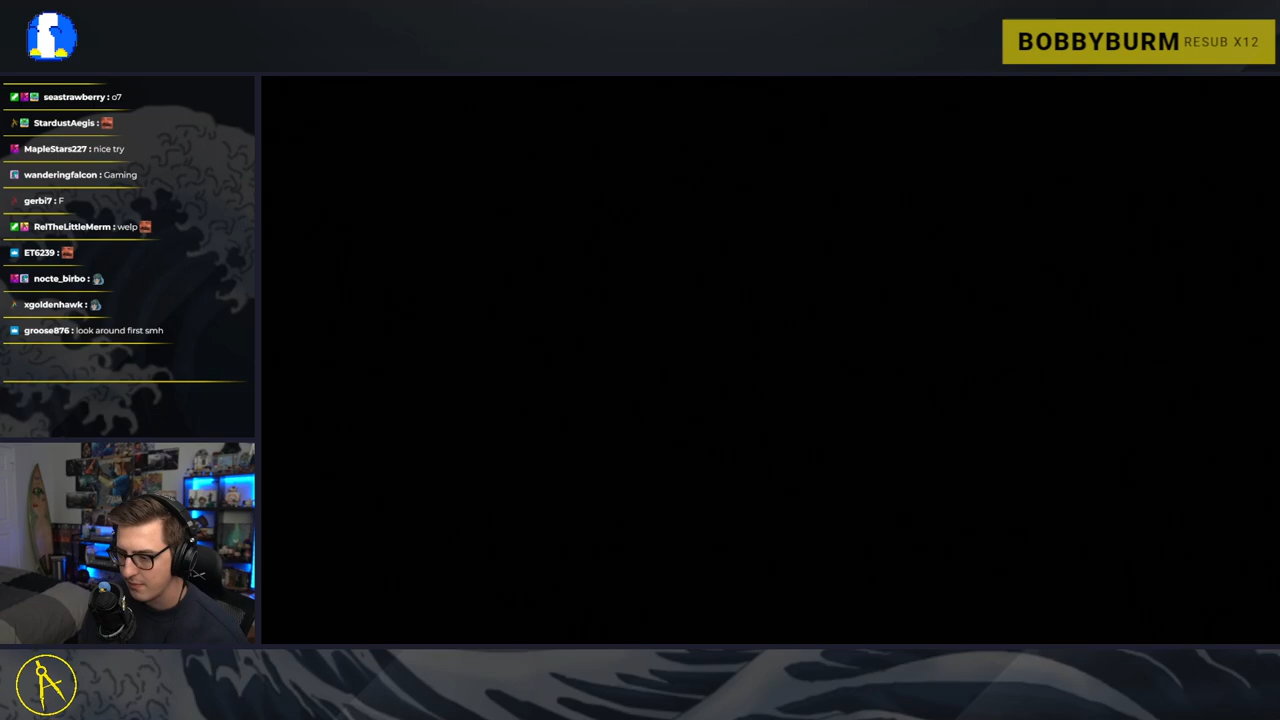 BOBBYBURM RESUB X12
seastrawberry : o7
StardustAegis :
MapleStars227 : nice try
wanderingfalcon : Gaming
gerbi7 : F
RelTheLittleMerm : welp
ET6239 :
nocte_birbo :
xgoldenhawk :
groose876 : look around first smh